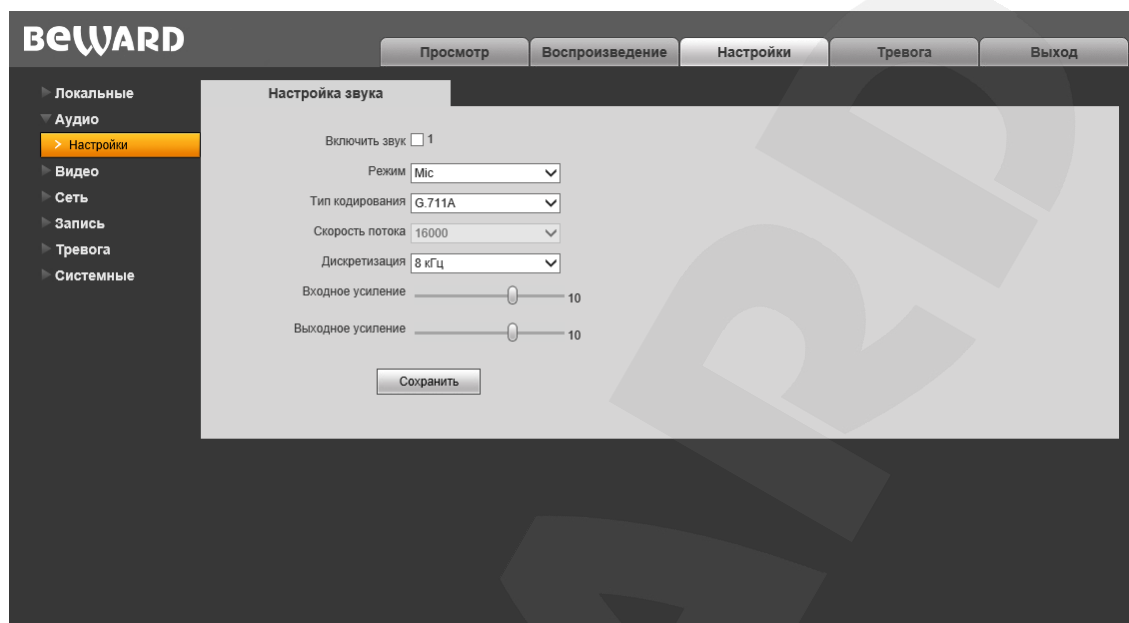 BEWARD
Просмотр Воспроизведение Настройки Тревога Выход
Локальные
Аудио
> Настройки
Видео
Сеть
Запись
Тревога
Системные
Настройка звука
Включить звук 1
Режим Mic
Тип кодирования G.711A
Скорость потока 16000
Дискретизация 8 кГц
Входное усиление 10
Выходное усиление 10
Сохранить